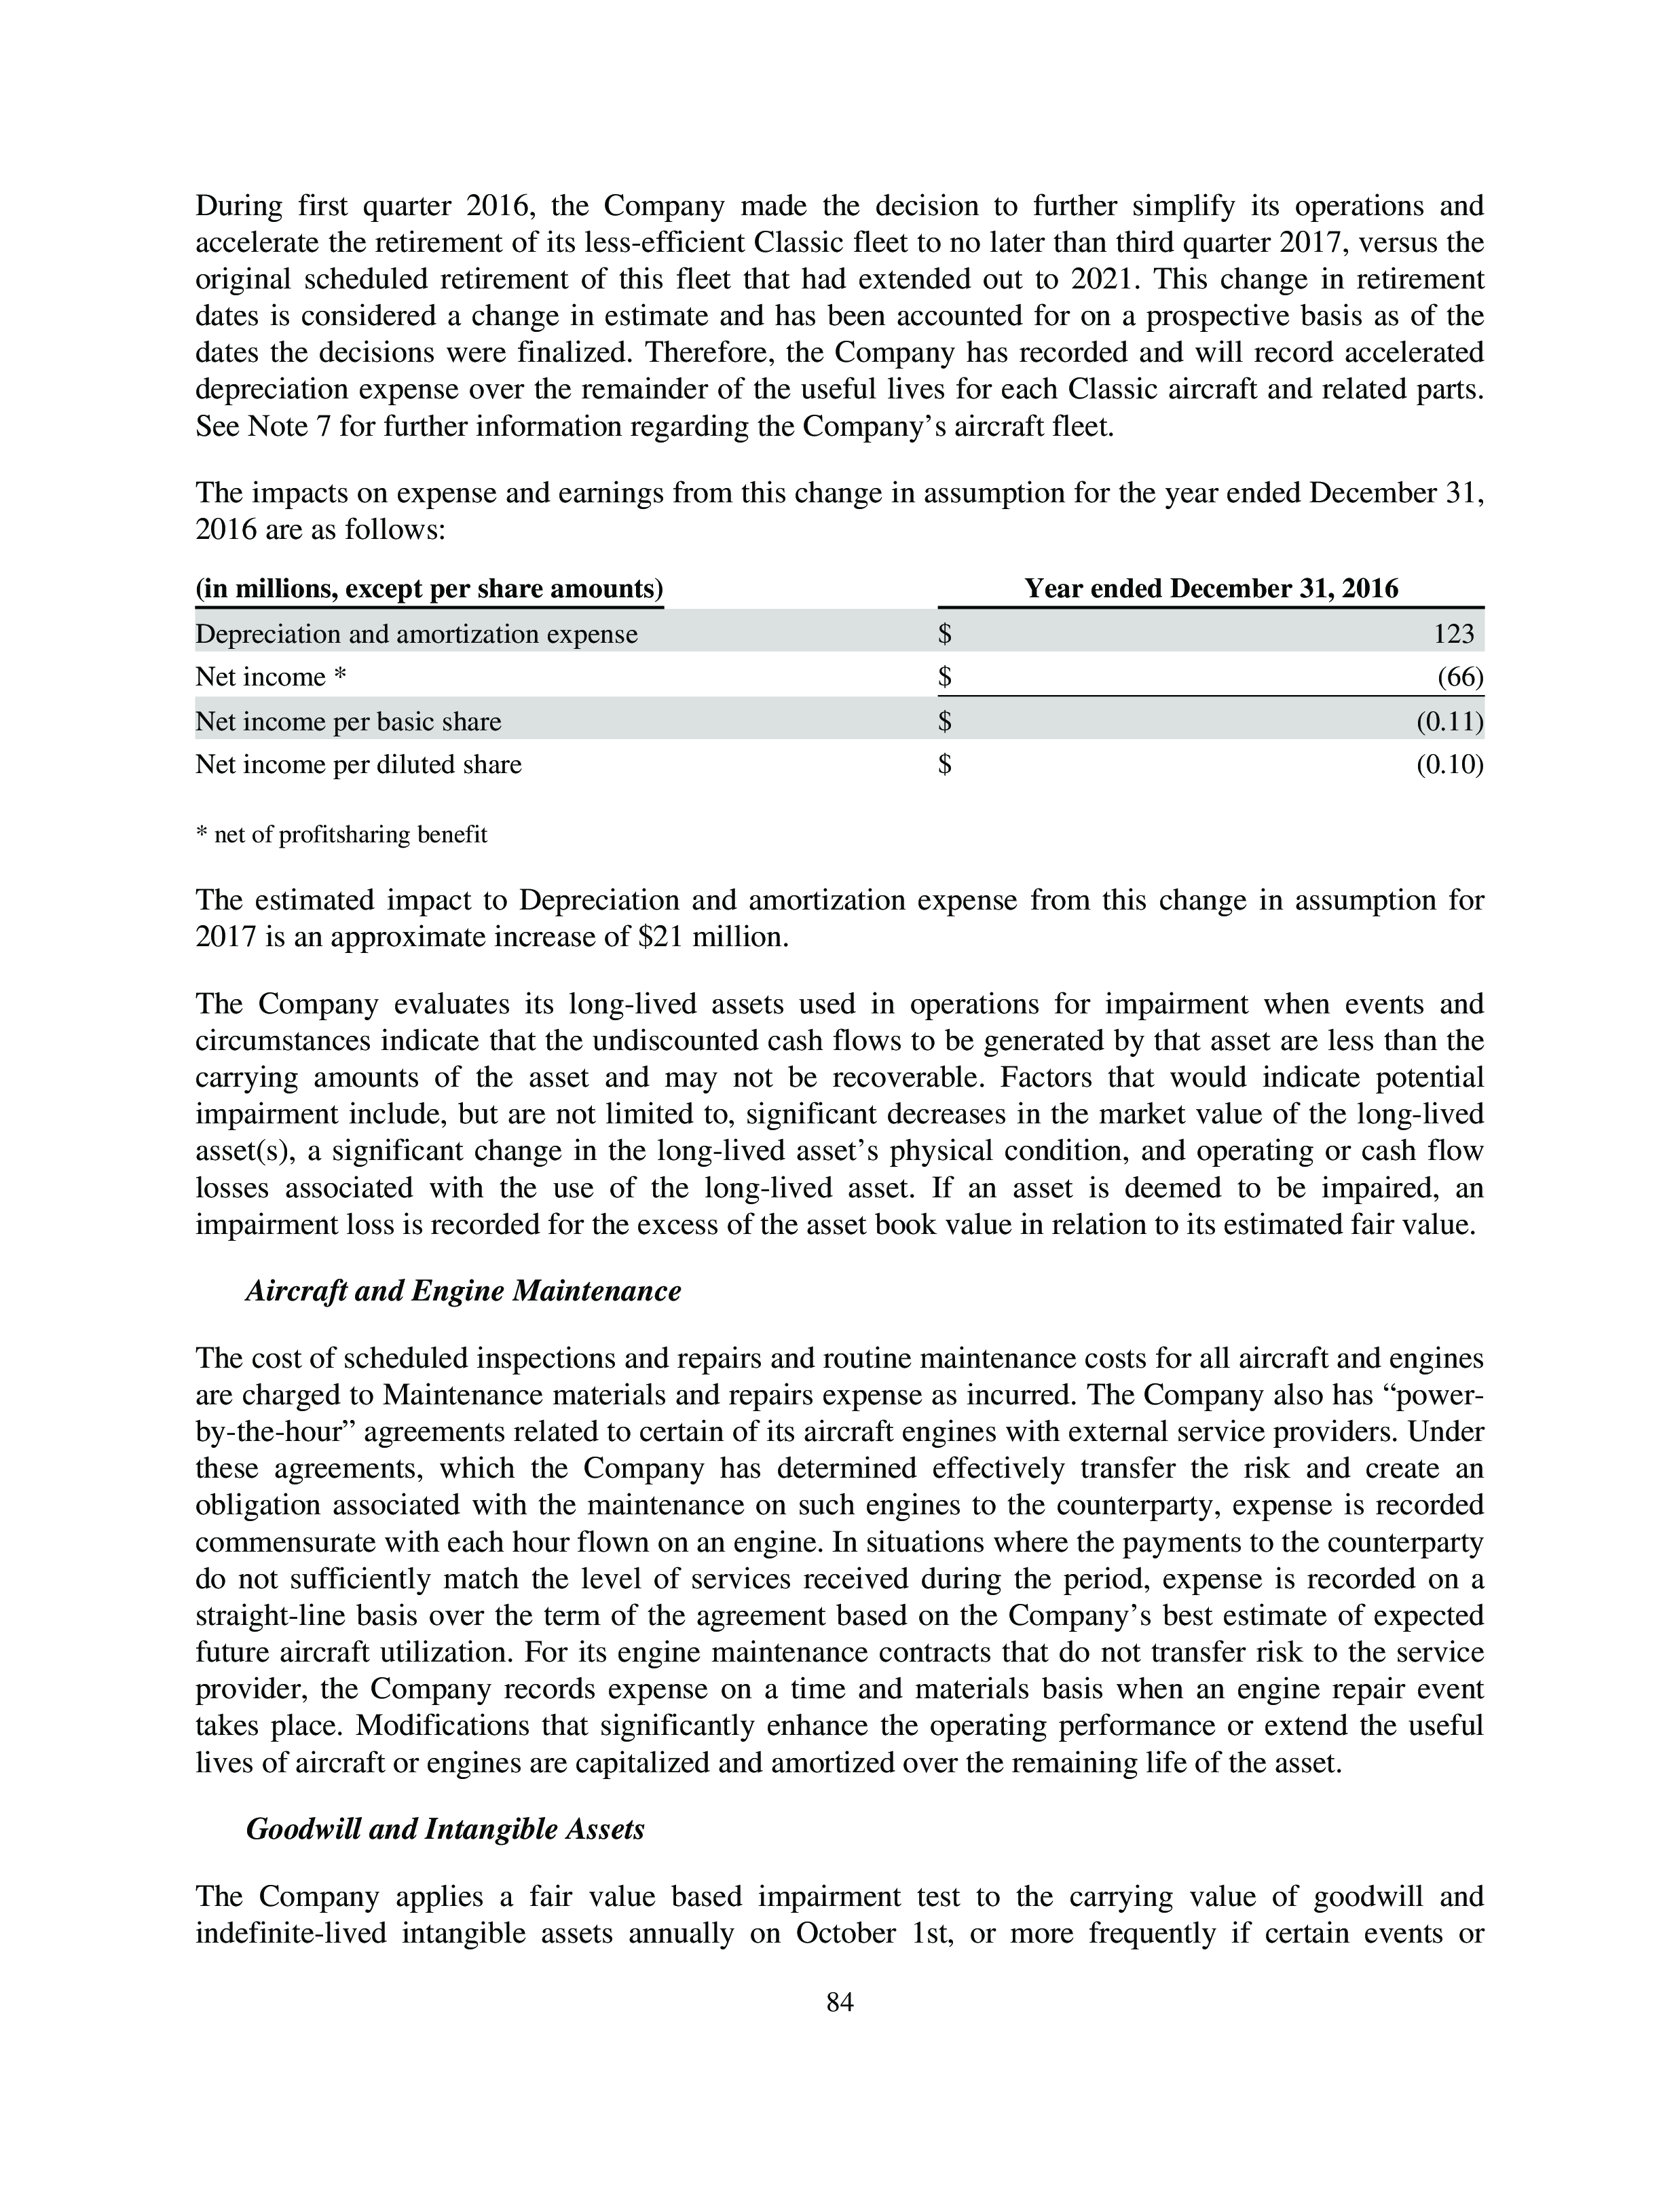 During first quarter 2016, the Company made the decision to further simplify its operations and
accelerate the retirement of its less-efficient Classic fleet to no later than third quarter 2017, versus the
original scheduled retirement of this fleet that had extended out to 2021. This change in retirement
dates is considered a change in estimate and has been accounted for on a prospective basis as of the
dates the decisions were finalized. Therefore, the Company has recorded and will record accelerated
depreciation expense over the remainder of the useful lives for each Classic aircraft and related parts.
See Note 7 for further information regarding the Company’s aircraft fleet.
The impacts on expense and earnings from this change in assumption for the year ended December 31,
2016 are as follows:
(in millions, except per share amounts) Year ended December 31, 2016
Depreciation and amortization expense $ 123
Net income * $ (66)
Net income per basic share $ (0.11)
Net income per diluted share $ (0.10)
* net of profitsharing benefit
The estimated impact to Depreciation and amortization expense from this change in assumption for
2017 is an approximate increase of $21 million.
The Company evaluates its long-lived assets used in operations for impairment when events and
circumstances indicate that the undiscounted cash flows to be generated by that asset are less than the
carrying amounts of the asset and may not be recoverable. Factors that would indicate potential
impairment include, but are not limited to, significant decreases in the market value of the long-lived
asset(s), a significant change in the long-lived asset’s physical condition, and operating or cash flow
losses associated with the use of the long-lived asset. If an asset is deemed to be impaired, an
impairment loss is recorded for the excess of the asset book value in relation to its estimated fair value.
Aircraft and Engine Maintenance
The cost of scheduled inspections and repairs and routine maintenance costs for all aircraft and engines
are charged to Maintenance materials and repairs expense as incurred. The Company also has “power-
by-the-hour” agreements related to certain of its aircraft engines with external service providers. Under
these agreements, which the Company has determined effectively transfer the risk and create an
obligation associated with the maintenance on such engines to the counterparty, expense is recorded
commensurate with each hour flown on an engine. In situations where the payments to the counterparty
do not sufficiently match the level of services received during the period, expense is recorded on a
straight-line basis over the term of the agreement based on the Company’s best estimate of expected
future aircraft utilization. For its engine maintenance contracts that do not transfer risk to the service
provider, the Company records expense on a time and materials basis when an engine repair event
takes place. Modifications that significantly enhance the operating performance or extend the useful
lives of aircraft or engines are capitalized and amortized over the remaining life of the asset.
Goodwill and Intangible Assets
The Company applies a fair value based impairment test to the carrying value of goodwill and
indefinite-lived intangible assets annually on October 1st, or more frequently if certain events or
84